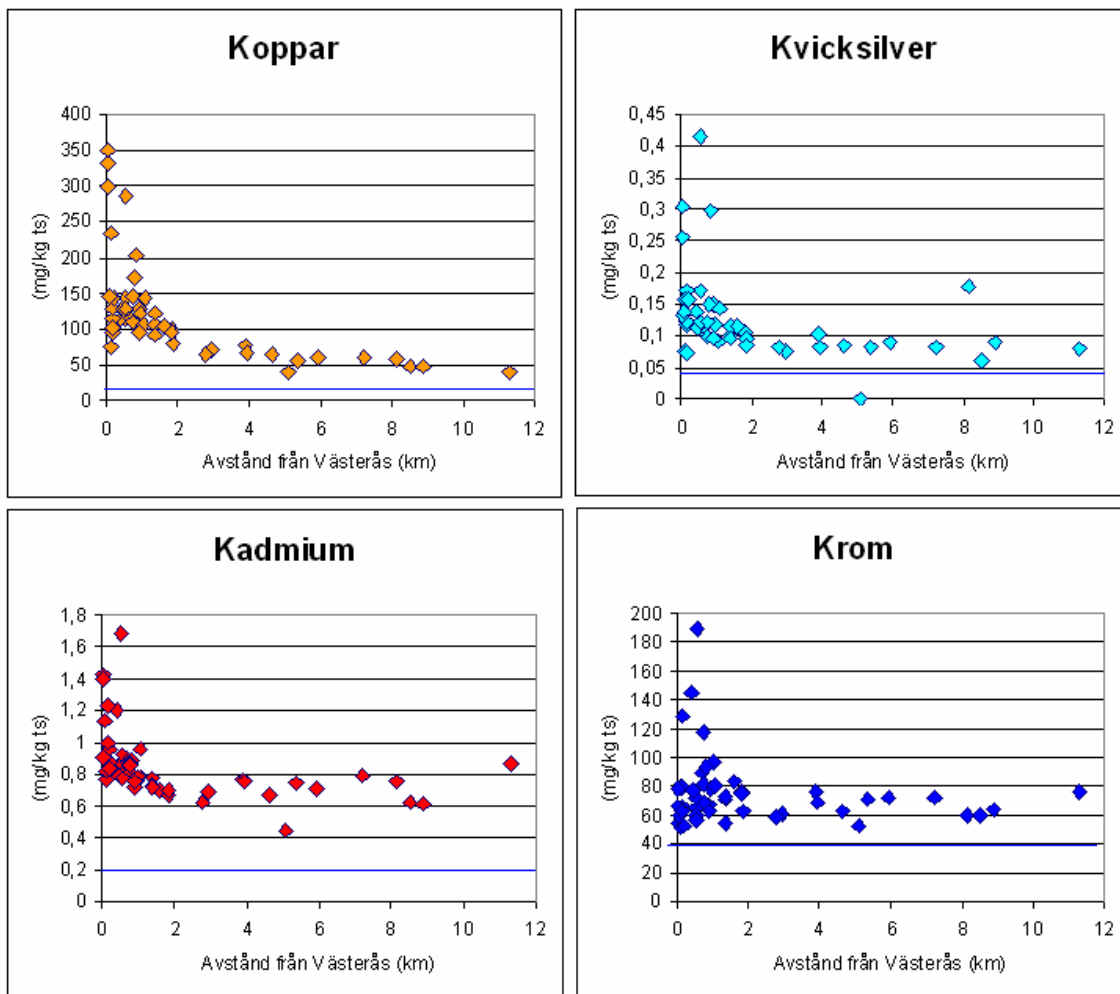 Koppar
400
350
300
250
200
150
100
50
0
(mg/kg ts)
0 2 4 6 8 10 12
Avstånd från Västerås (km)
Kvicksilver
0,45
0,4
0,35
0,3
0,25
0,2
0,15
0,1
0,05
0
(mg/kg ts)
0 2 4 6 8 10 12
Avstånd från Västerås (km)
Kadmium
1,8
1,6
1,4
1,2
1
0,8
0,6
0,4
0,2
0
(mg/kg ts)
0 2 4 6 8 10 12
Avstånd från Västerås (km)
Krom
200
180
160
140
120
100
80
60
40
20
0
(mg/kg ts)
0 2 4 6 8 10 12
Avstånd från Västerås (km)